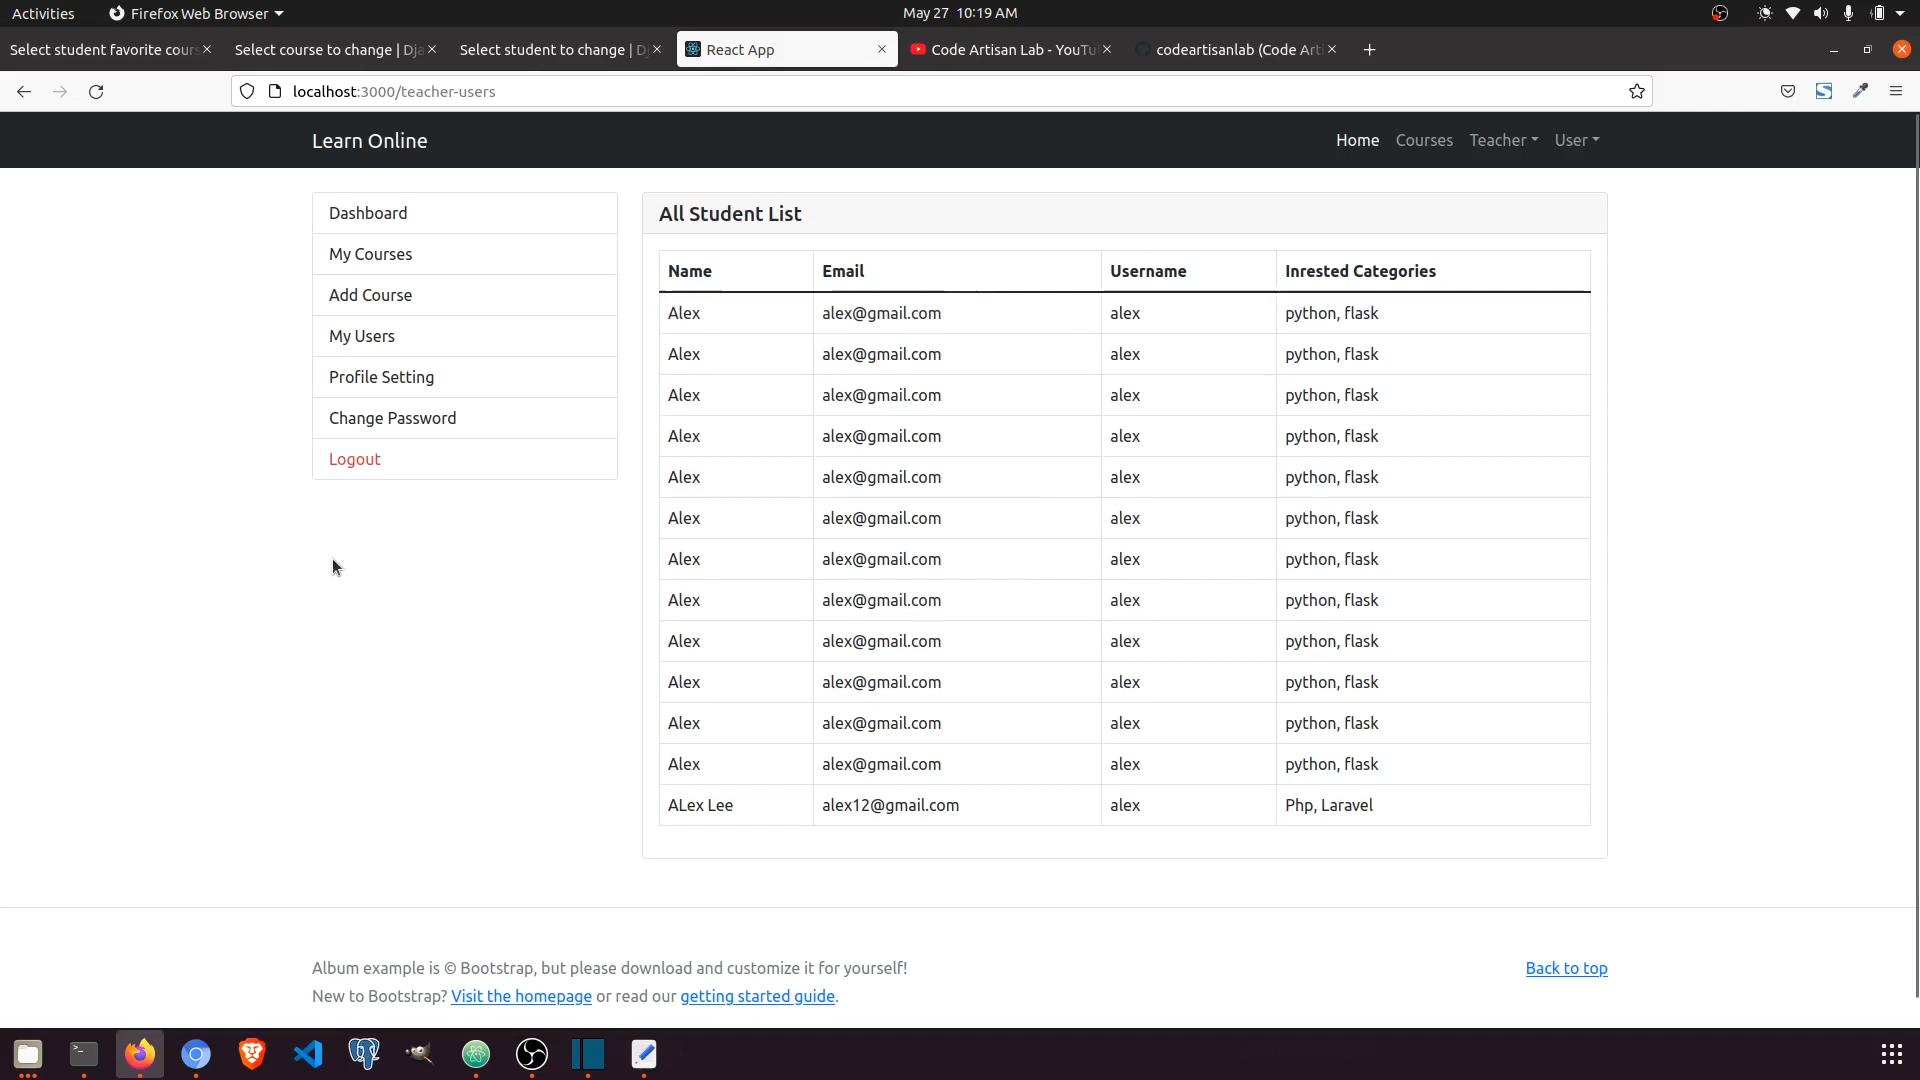 Activities
Firefox Web Browser
May 27 10:19 AM
Select student favorite cour
Select course to change | Dja
Select student to change | Dj
React App
Code Artisan Lab - YouTu
codeartisanlab (Code Art
localhost:3000/teacher-users
Learn Online
Home
Courses
Teacher
User
Dashboard
My Courses
Add Course
My Users
Profile Setting
Change Password
Logout
All Student List
Name Email Username Inrested Categories
Alex alex@gmail.com alex python, flask
Alex alex@gmail.com alex python, flask
Alex alex@gmail.com alex python, flask
Alex alex@gmail.com alex python, flask
Alex alex@gmail.com alex python, flask
Alex alex@gmail.com alex python, flask
Alex alex@gmail.com alex python, flask
Alex alex@gmail.com alex python, flask
Alex alex@gmail.com alex python, flask
Alex alex@gmail.com alex python, flask
Alex alex@gmail.com alex python, flask
Alex alex@gmail.com alex python, flask
ALex Lee alex12@gmail.com alex Php, Laravel
Album example is © Bootstrap, but please download and customize it for yourself!
Back to top
New to Bootstrap? Visit the homepage or read our getting started guide.